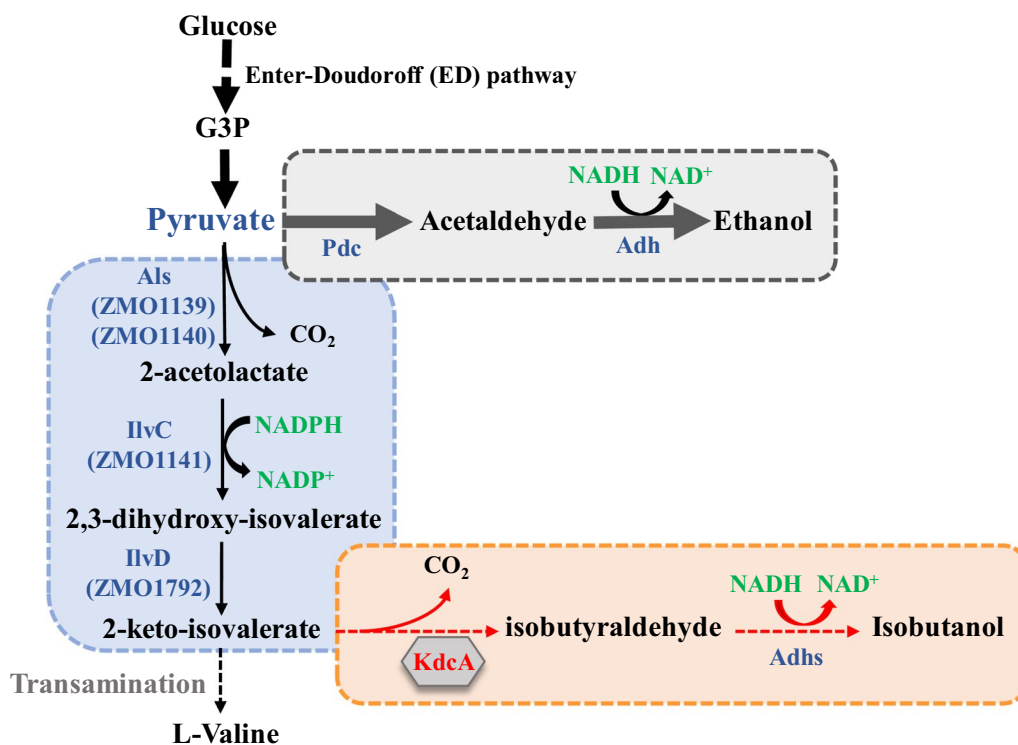 Glucose
Enter-Doudoroff (ED) pathway
G3P
NADH NAD⁺
Pyruvate
Acetaldehyde
Ethanol
Pdc
Adh
Als
(ZMO1139)
(ZMO1140)
CO₂
2-acetolactate
IlvC
(ZMO1141)
NADPH
NADP⁺
2,3-dihydroxy-isovalerate
IlvD
(ZMO1792)
CO₂
NADH NAD⁺
2-keto-isovalerate
isobutyraldehyde
Isobutanol
KdcA
Adhs
Transamination
L-Valine